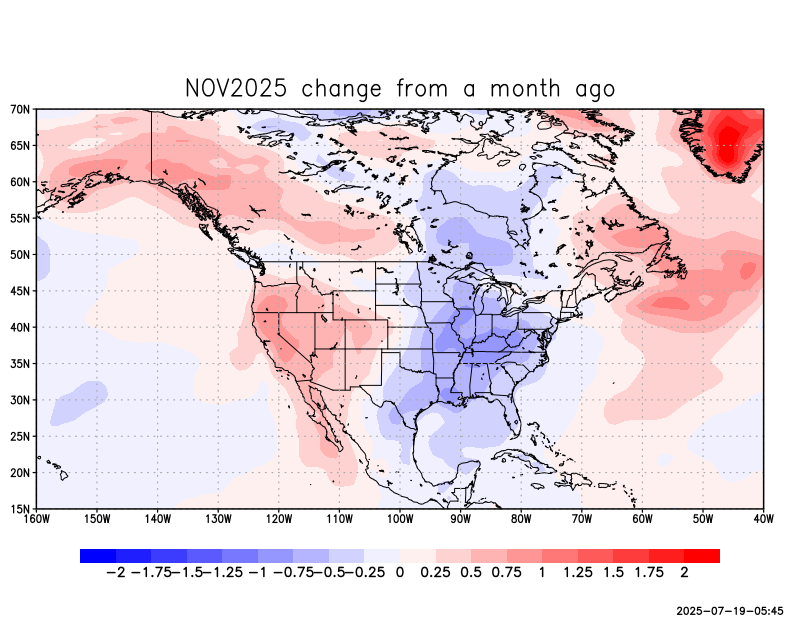 NOV2025 change from a month ago
70N
65N
60N
55N
50N
45N
40N
35N
30N
25N
20N
15N
160W 150W 140W 130W 120W 110W 100W 90W 80W 70W 60W 50W 40W
-2 -1.75 -1.5 -1.25 -1 -0.75 -0.5 -0.25 0 0.25 0.5 0.75 1 1.25 1.5 1.75 2
2025-07-19-05:45